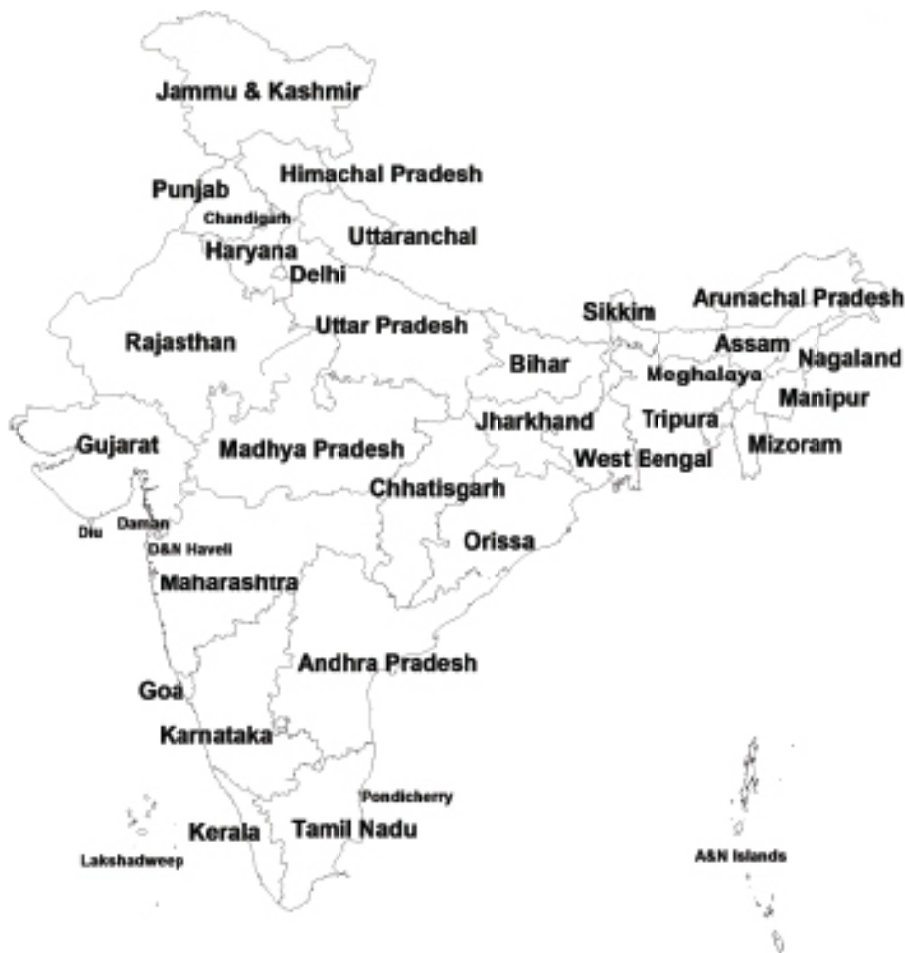 Jammu & Kashmir
Himachal Pradesh
Punjab
Chandigarh
Uttaranchal
Haryana
Delhi
Sikkim
Arunachal Pradesh
Uttar Pradesh
Rajasthan
Assam
Bihar
Nagaland
Meghalaya
Manipur
Jharkhand
Tripura
Gujarat
Madhya Pradesh
Mizoram
West Bengal
Chhatisgarh
Diu
Daman
Orissa
D&N Haveli
Maharashtra
Andhra Pradesh
Goa
Karnataka
Pondicherry
Kerala
Tamil Nadu
Lakshadweep
A&N Islands